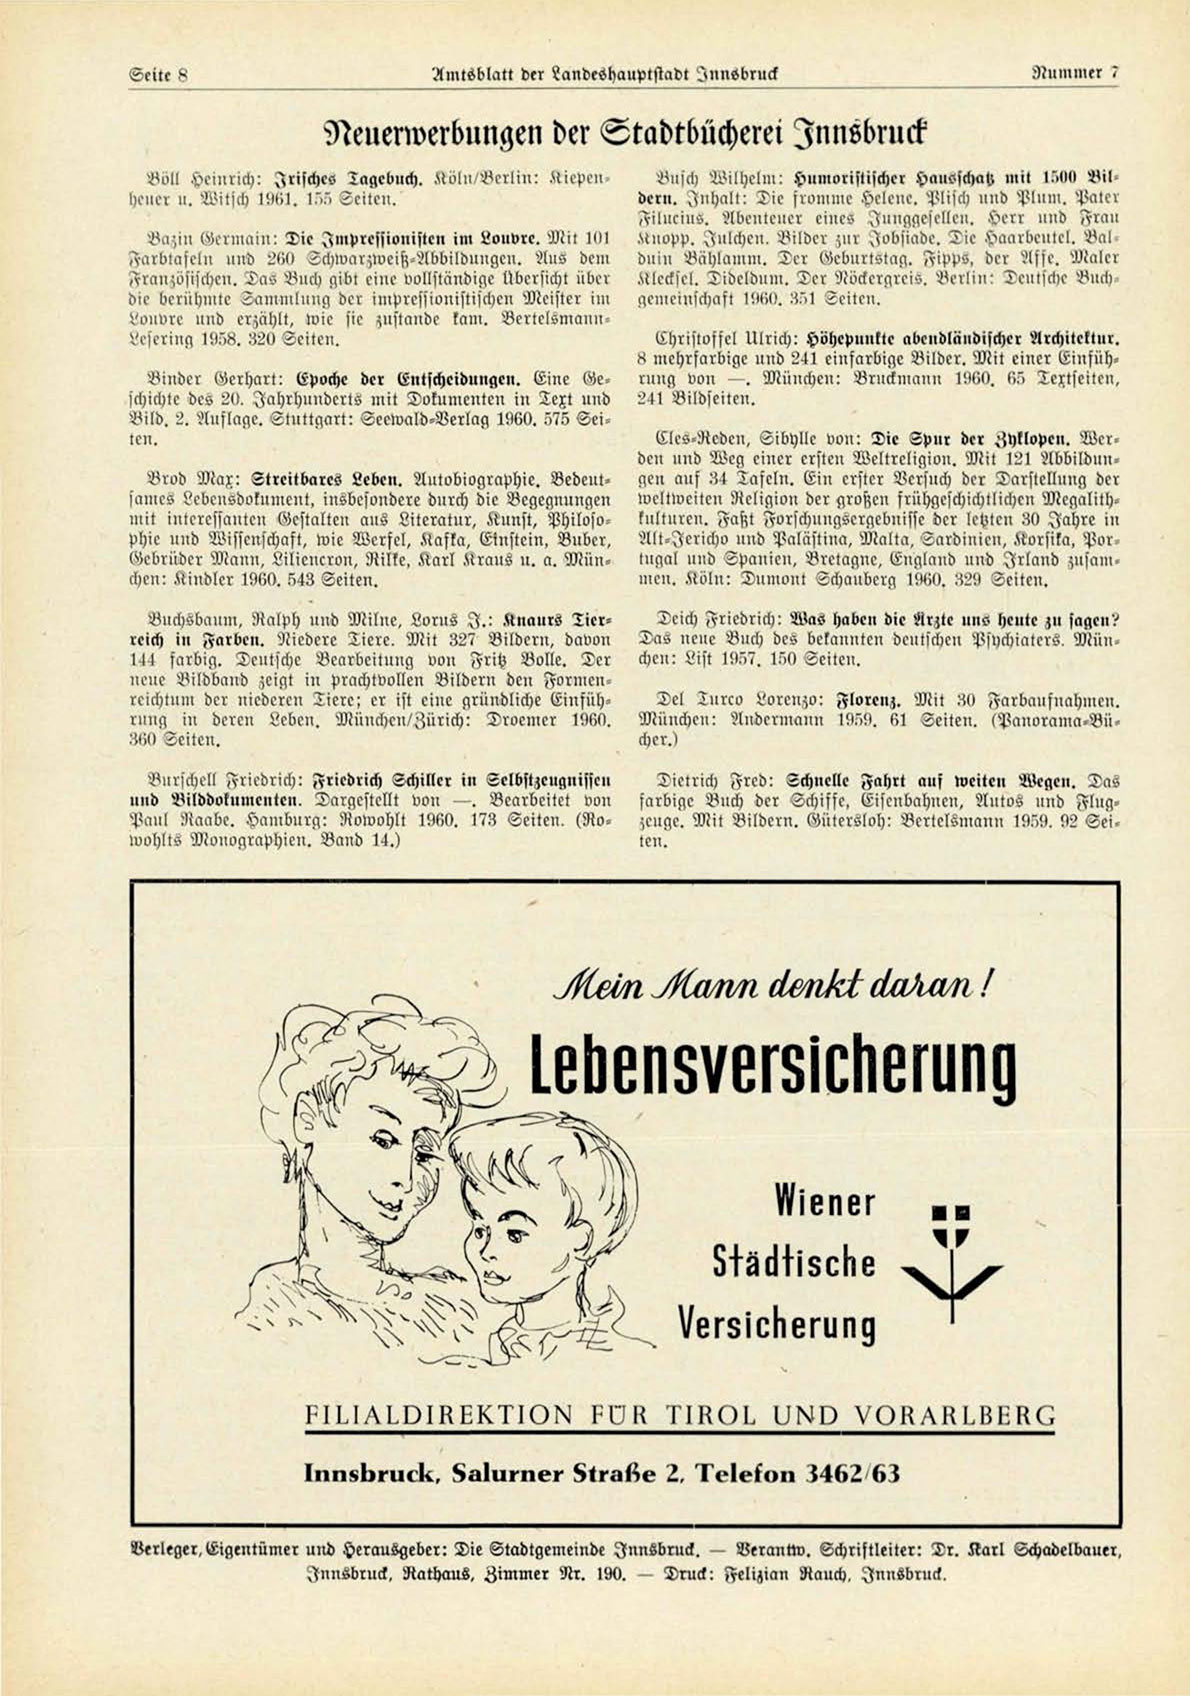 Seite 8
Amtsblatt der Landeshauptstadt Innsbruck
Nummer 7
Neuerwerbungen der Stadtbücherei Innsbruck
Böll Heinrich: Irisches Tagebuch. Köln/Berlin: Kiepen-
heuer u. Witsch 1961. 155 Seiten.
Bazin Germain: Die Impressionisten im Louvre. Mit 101
Farbtafeln und 260 Schwarzweiß-Abbildungen. Aus dem
Französischen. Das Buch gibt eine vollständige Übersicht über
die berühmte Sammlung der impressionistischen Meister im
Louvre und erzählt, wie sie zustande kam. Bertelsmann-
Lesering 1958. 320 Seiten.
Binder Gerhart: Epoche der Entscheidungen. Eine Ge-
schichte des 20. Jahrhunderts mit Dokumenten in Text und
Bild. 2. Auflage. Stuttgart: Seewald-Verlag 1960. 575 Sei-
ten.
Brod Max: Streitbares Leben. Autobiographie. Bedeut-
sames Lebensdokument, insbesondere durch die Begegnungen
mit interessanten Gestalten aus Literatur, Kunst, Philoso-
phie und Wissenschaft, wie Werfel, Kafka, Einstein, Buber,
Gebrüder Mann, Liliencron, Rilke, Karl Kraus u. a. Mün-
chen: Kindler 1960. 543 Seiten.
Buchsbaum, Ralph und Milne, Lorus J.: Knaurs Tier-
reich in Farben. Niedere Tiere. Mit 327 Bildern, davon
144 farbig. Deutsche Bearbeitung von Fritz Bolle. Der
neue Bildband zeigt in prachtvollen Bildern den Formen-
reichtum der niederen Tiere; er ist eine gründliche Einfüh-
rung in deren Leben. München/Zürich: Droemer 1960.
360 Seiten.
Burschell Friedrich: Friedrich Schiller in Selbstzeugnissen
und Bilddokumenten. Dargestellt von —. Bearbeitet von
Paul Raabe. Hamburg: Rowohlt 1960. 173 Seiten. (Ro-
wohlts Monographien. Band 14.)
Busch Wilhelm: Humoristischer Hausschatz mit 1500 Bil-
dern. Inhalt: Die fromme Helene. Plisch und Plum. Pater
Filucius. Abenteuer eines Junggesellen. Herr und Frau
Knopp. Julchen. Bilder zur Jobsiade. Die Haarbeutel. Bal-
duin Bählamm. Der Geburtstag. Fipps, der Affe. Maler
Klecksel. Dideldum. Der Nöckergreis. Berlin: Deutsche Buch-
gemeinschaft 1960. 351 Seiten.
Christoffel Ulrich: Höhepunkte abendländischer Architektur.
8 mehrfarbige und 241 einfarbige Bilder. Mit einer Einfüh-
rung von —. München: Bruckmann 1960. 65 Textseiten,
241 Bildseiten.
Cles-Reden, Sibylle von: Die Spur der Zyklopen. Wer-
den und Weg einer ersten Weltreligion. Mit 121 Abbildun-
gen auf 34 Tafeln. Ein erster Versuch der Darstellung der
weltweiten Religion der großen frühgeschichtlichen Megalith-
kulturen. Faßt Forschungsergebnisse der letzten 30 Jahre in
Alt-Jericho und Palästina, Malta, Sardinien, Korsika, Por-
tugal und Spanien, Bretagne, England und Irland zusam-
men. Köln: Dumont Schauberg 1960. 329 Seiten.
Deich Friedrich: Was haben die Ärzte uns heute zu sagen?
Das neue Buch des bekannten deutschen Psychiaters. Mün-
chen: List 1957. 150 Seiten.
Del Turco Lorenzo: Florenz. Mit 30 Farbaufnahmen.
München: Andermann 1959. 61 Seiten. (Panorama-Bü-
cher.)
Dietrich Fred: Schnelle Fahrt auf weiten Wegen. Das
farbige Buch der Schiffe, Eisenbahnen, Autos und Flug-
zeuge. Mit Bildern. Gütersloh: Bertelsmann 1959. 92 Sei-
ten.
Mein Mann denkt daran!
Lebensversicherung
Wiener
Städtische
Versicherung
FILIALDIREKTION FÜR TIROL UND VORARLBERG
Innsbruck, Salurner Straße 2, Telefon 3462/63
Verleger, Eigentümer und Herausgeber: Die Stadtgemeinde Innsbruck. — Verantw. Schriftleiter: Dr. Karl Schadelbauer,
Innsbruck, Rathaus, Zimmer Nr. 190. — Druck: Felizian Rauch, Innsbruck.